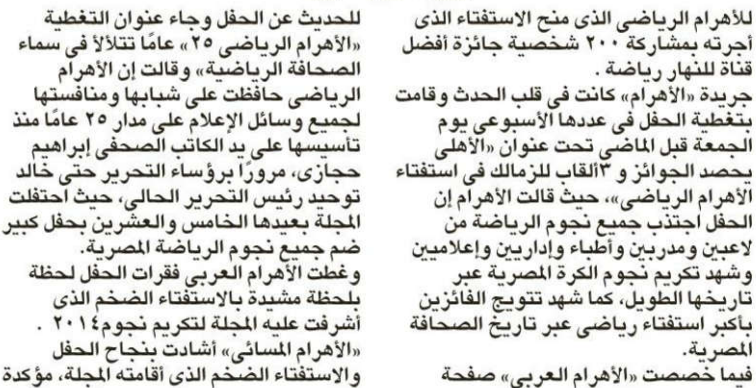 للأهرام الرياضى الذى منح الاستفتاء الذى
أجرته بمشاركة ٢٠٠ شخصية جائزة أفضل
قناة للنهار رياضة .
جريدة «الأهرام» كانت فى قلب الحدث وقامت
بتغطية الحفل فى عددها الأسبوعى يوم
الجمعة قبل الماضى تحت عنوان «الأهلى
يحصد الجوائز و ٣ألقاب للزمالك فى استفتاء
الأهرام الرياضى»، حيث قالت الأهرام إن
الحفل اجتذب جميع نجوم الرياضة من
لاعبين ومدربين وأطباء وإداريين وإعلاميين
وشهد تكريم نجوم الكرة المصرية عبر
تاريخها الطويل، كما شهد تتويج الفائزين
بأكبر استفتاء رياضى عبر تاريخ الصحافة
المصرية.
فيما خصصت «الأهرام العربى» صفحة
للحديث عن الحفل وجاء عنوان التغطية
«الأهرام الرياضى ٢٥» عامًا تتلألأ فى سماء
الصحافة الرياضية» وقالت إن الأهرام
الرياضى حافظت على شبابها ومنافستها
لجميع وسائل الإعلام على مدار ٢٥ عامًا منذ
تأسيسها على يد الكاتب الصحفى إبراهيم
حجازى، مرورًا برؤساء التحرير حتى خالد
توحيد رئيس التحرير الحالى، حيث احتفلت
المجلة بعيدها الخامس والعشرين بحفل كبير
ضم جميع نجوم الرياضة المصرية.
وغطت الأهرام العربى فقرات الحفل لحظة
بلحظة مشيدة بالاستفتاء الضخم الذى
أشرفت عليه المجلة لتكريم نجوم٢٠١٤ .
«الأهرام المسائى» أشادت بنجاح الحفل
والاستفتاء الضخم الذى أقامته المجلة، مؤكدة